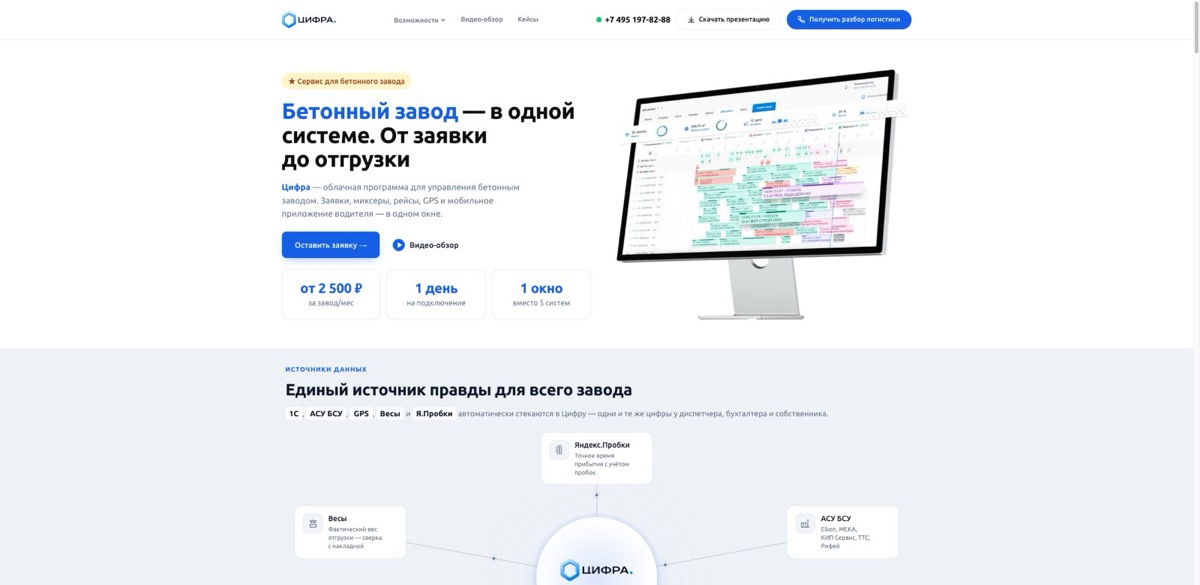 ЦИФРА.
Возможности
Видео-обзор
Кейсы
+7 495 197-82-88
Скачать презентацию
Получить разбор логистики
★ Сервис для бетонного завода
Бетонный завод — в одной
системе. От заявки
до отгрузки
Цифра — облачная программа для управления бетонным
заводом. Заявки, миксеры, рейсы, GPS и мобильное
приложение водителя — в одном окне.
Оставить заявку →
Видео-обзор
от 2 500 ₽
за завод/мес
1 день
на подключение
1 окно
вместо 5 систем
ИСТОЧНИКИ ДАННЫХ
Единый источник правды для всего завода
1С , АСУ БСУ , GPS , Весы и Я.Пробки автоматически стекаются в Цифру — одни и те же цифры у диспетчера, бухгалтера и собственника.
Яндекс.Пробки
Точное время
прибытия с учётом
пробок
Весы
Фактический вес
отгрузки — сверка
с накладной
АСУ БСУ
Elkon, MEKA,
КИП Сервис, ТТС,
Рифей
ЦИФРА.